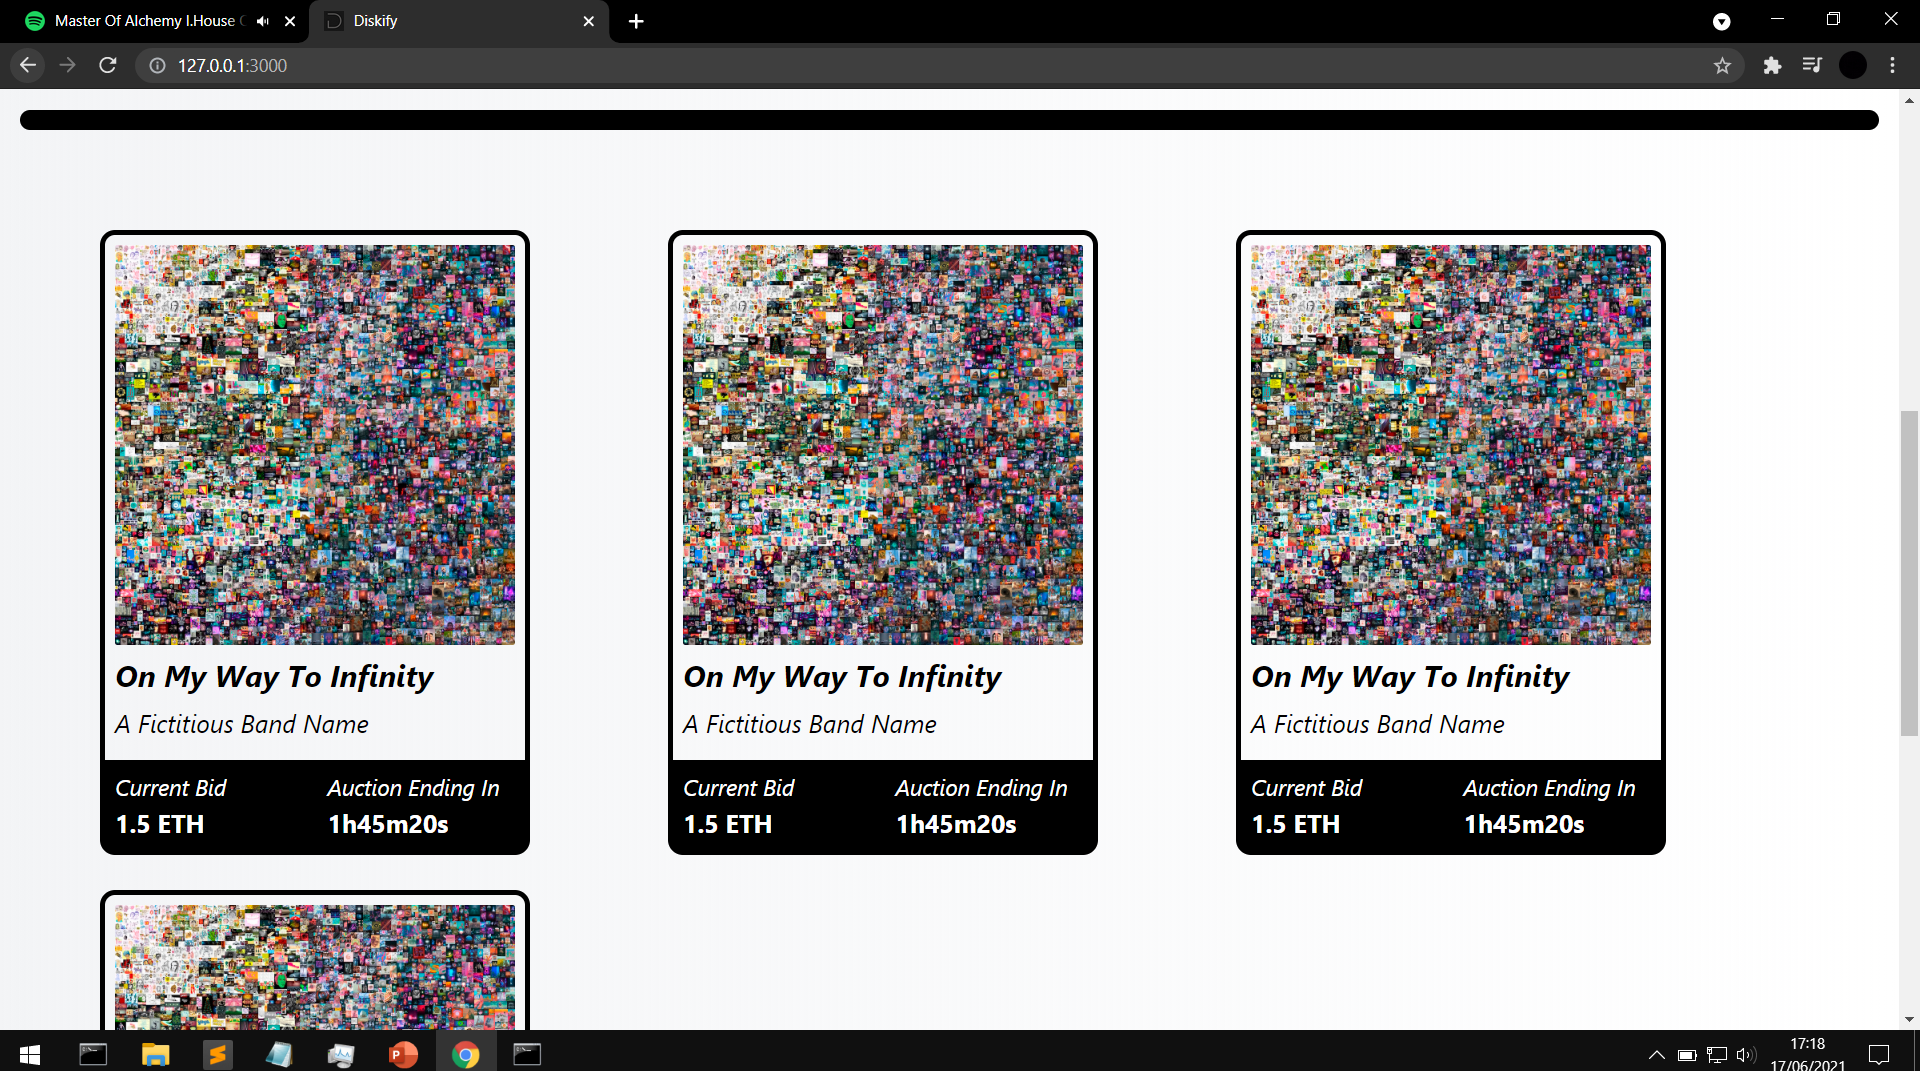 Master Of Alchemy I.House
Diskify
127.0.0.1:3000
On My Way To Infinity
A Fictitious Band Name
Current Bid Auction Ending In
1.5 ETH 1h45m20s
On My Way To Infinity
A Fictitious Band Name
Current Bid Auction Ending In
1.5 ETH 1h45m20s
On My Way To Infinity
A Fictitious Band Name
Current Bid Auction Ending In
1.5 ETH 1h45m20s
17:18
17/06/2021